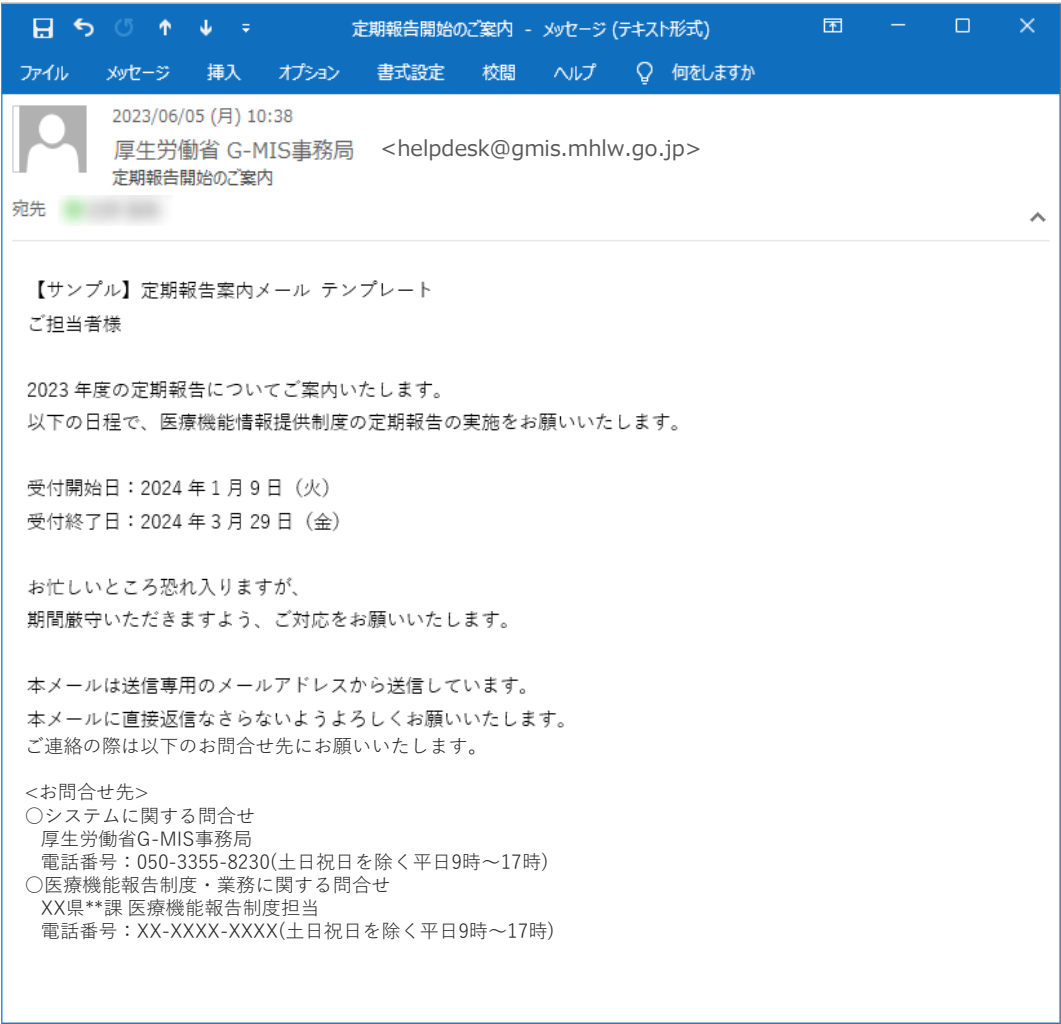 定期報告開始のご案内 - メッセージ (テキスト形式)
ファイル メッセージ 挿入 オプション 書式設定 校閲 ヘルプ 何をしますか
2023/06/05 (月) 10:38
厚生労働省 G-MIS事務局 <helpdesk@gmis.mhlw.go.jp>
定期報告開始のご案内
宛先
【サンプル】定期報告案内メール テンプレート
ご担当者様
2023 年度の定期報告についてご案内いたします。
以下の日程で、医療機能情報提供制度の定期報告の実施をお願いいたします。
受付開始日：2024 年 1 月 9 日（火）
受付終了日：2024 年 3 月 29 日（金）
お忙しいところ恐れ入りますが、
期間厳守いただきますよう、ご対応をお願いいたします。
本メールは送信専用のメールアドレスから送信しています。
本メールに直接返信なさらないようよろしくお願いいたします。
ご連絡の際は以下のお問合せ先にお願いいたします。
<お問合せ先>
○システムに関する問合せ
厚生労働省G-MIS事務局
電話番号：050-3355-8230(土日祝日を除く平日9時～17時)
○医療機能報告制度・業務に関する問合せ
XX県**課 医療機能報告制度担当
電話番号：XX-XXXX-XXXX(土日祝日を除く平日9時～17時)